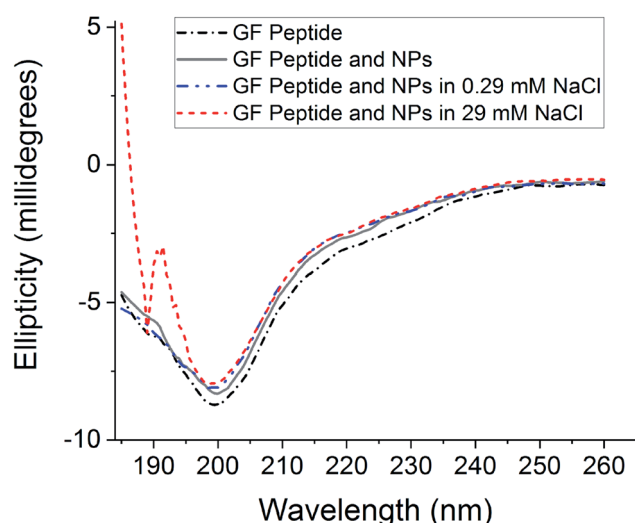 GF Peptide
GF Peptide and NPs
GF Peptide and NPs in 0.29 mM NaCl
GF Peptide and NPs in 29 mM NaCl
5
0
-5
-10
Ellipticity (millidegrees)
190 200 210 220 230 240 250 260
Wavelength (nm)